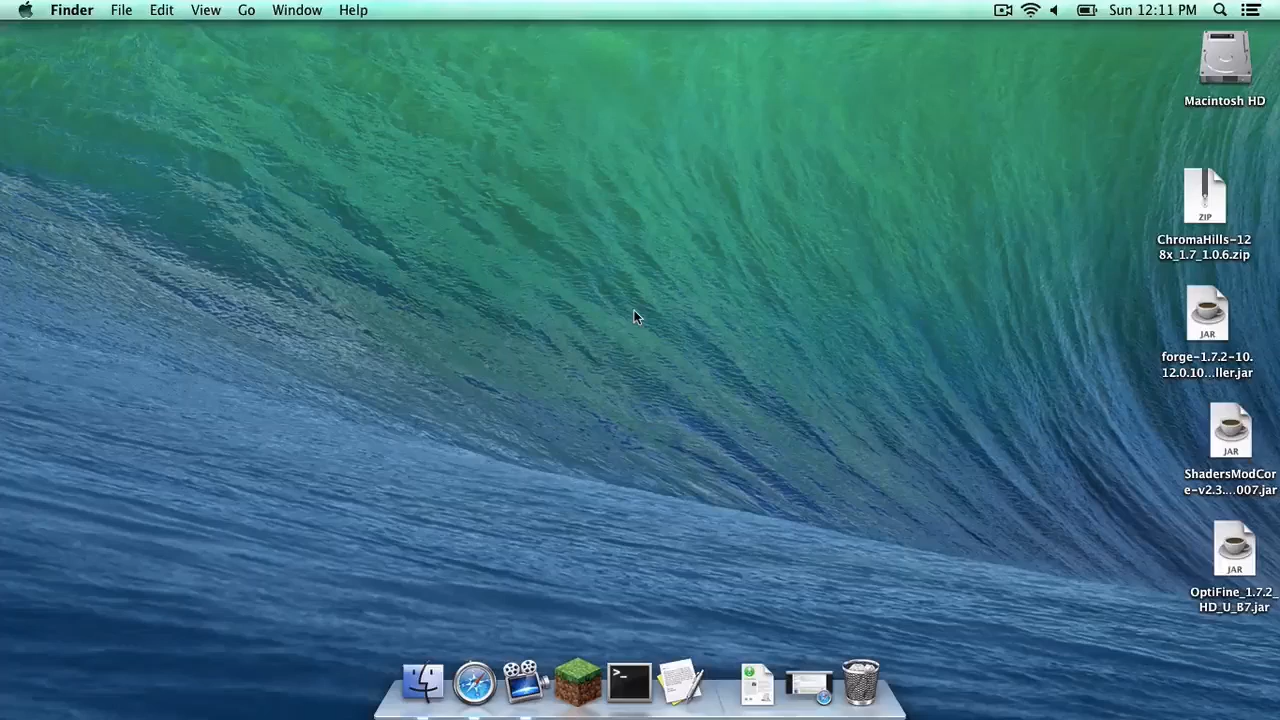 Finder File Edit View Go Window Help Sun 12:11 PM
Macintosh HD
ZIP
ChromaHills-12
8x_1.7_1.0.6.zip
JAR
forge-1.7.2-10.
12.0.10...ller.jar
JAR
ShadersModCor
e-v2.3....007.jar
JAR
OptiFine_1.7.2_
HD_U_B7.jar
>_